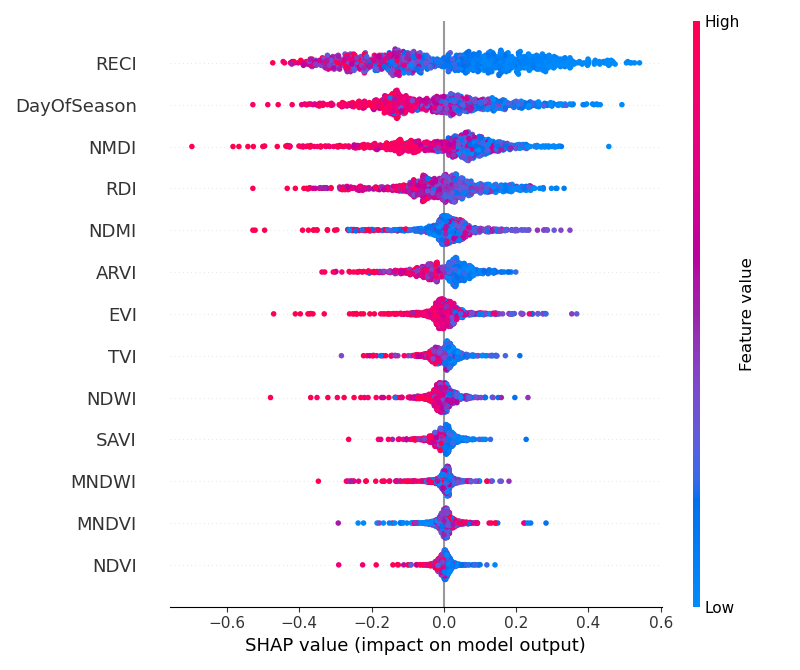 High
RECI
DayOfSeason
NMDI
RDI
NDMI
ARVI
EVI
TVI
NDWI
SAVI
MNDWI
MNDVI
NDVI
Feature value
Low
−0.6 −0.4 −0.2 0.0 0.2 0.4 0.6
SHAP value (impact on model output)